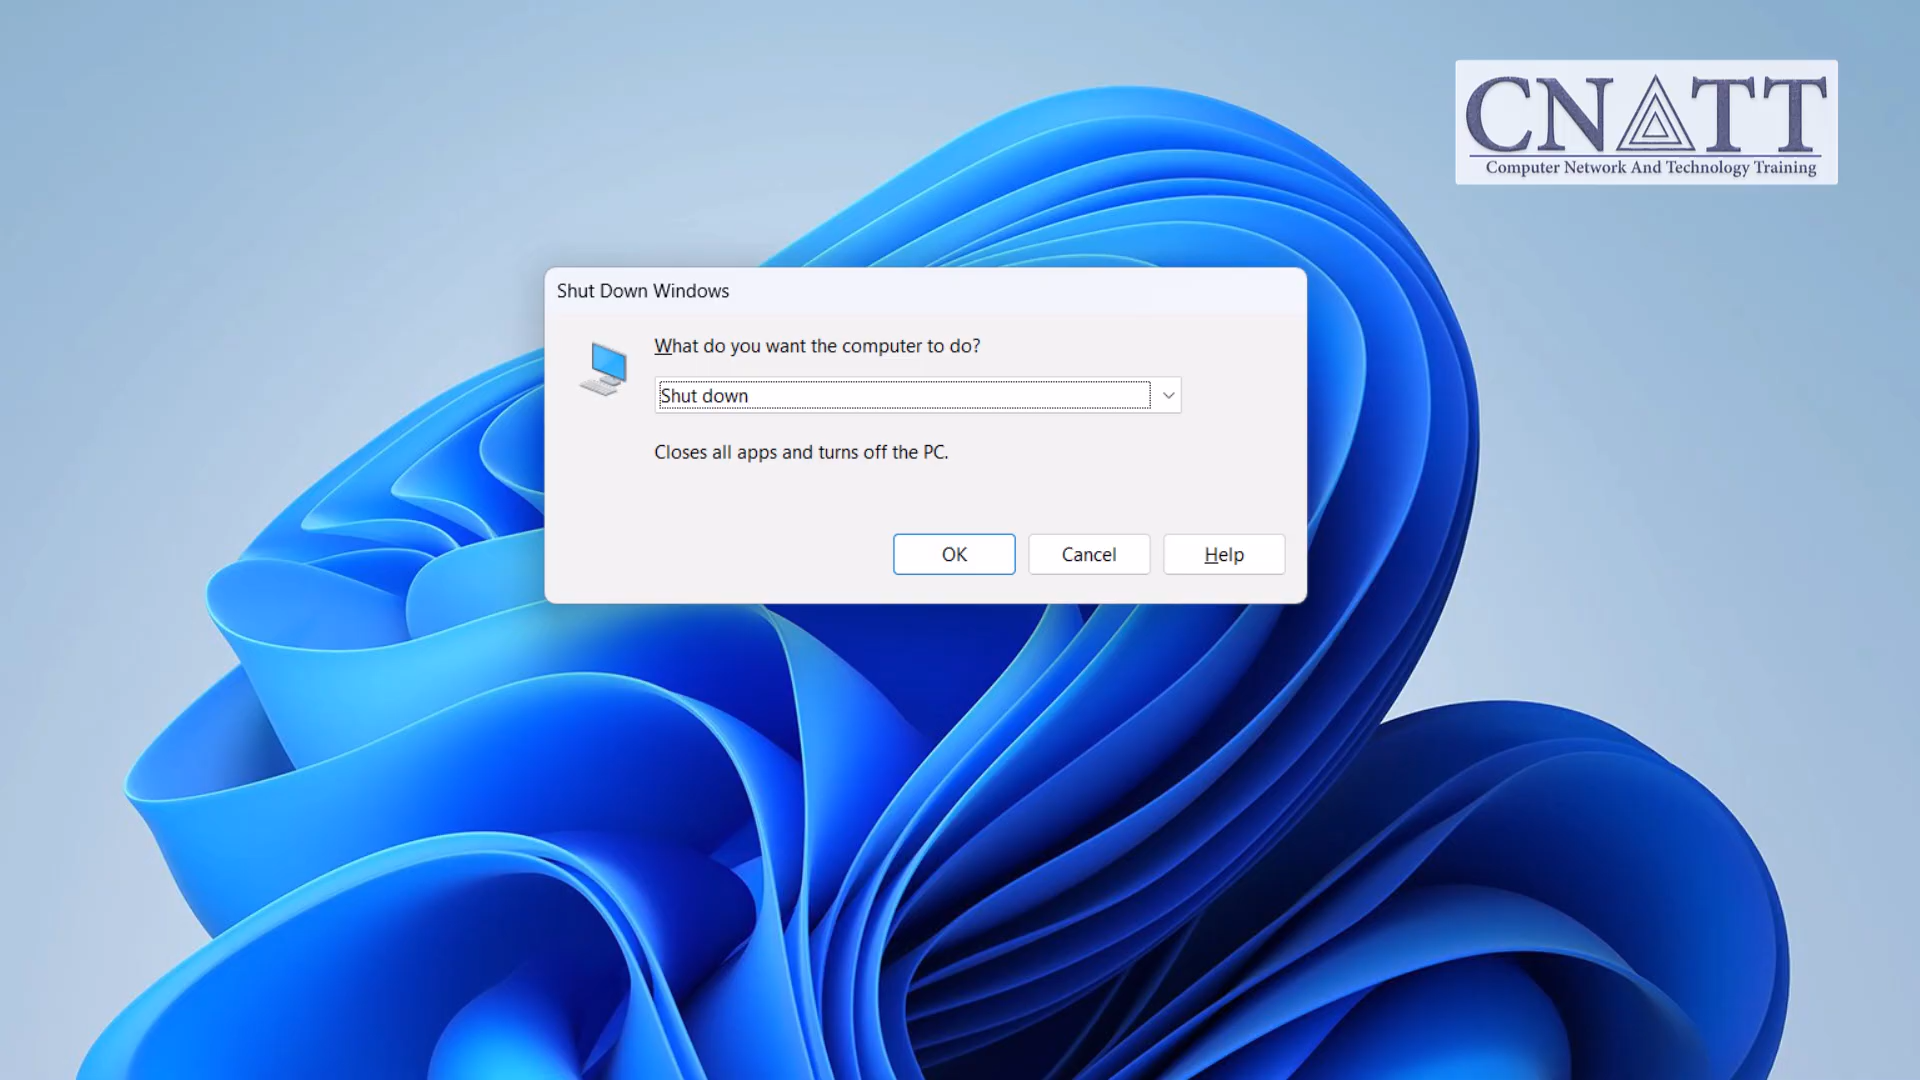 CNATT
Computer Network And Technology Training
Shut Down Windows
What do you want the computer to do?
Shut down
Closes all apps and turns off the PC.
OK
Cancel
Help